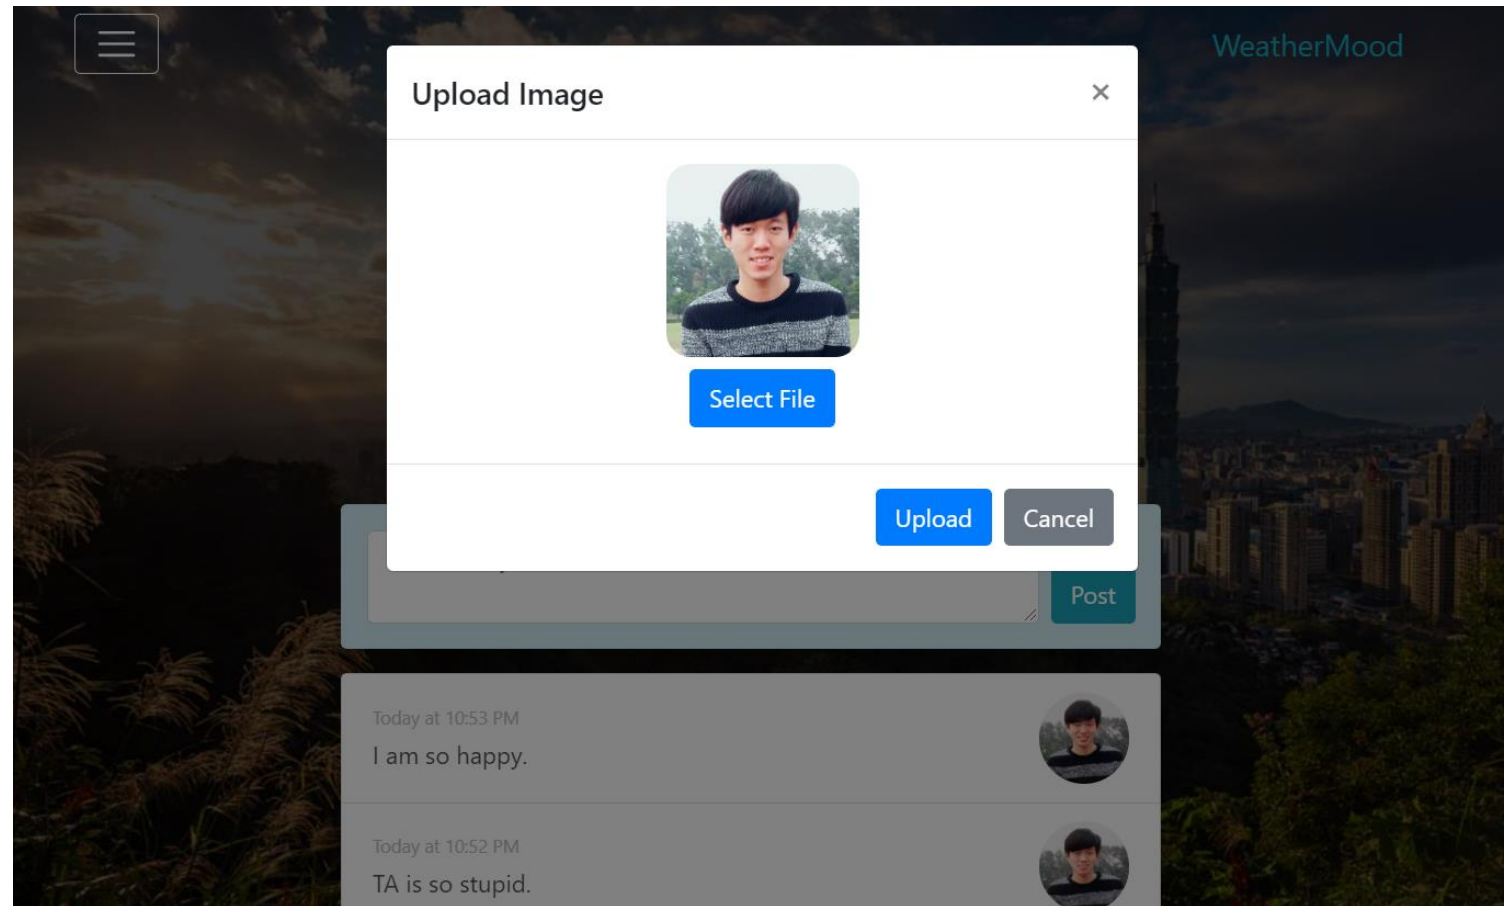 WeatherMood
Upload Image
×
Select File
Upload
Cancel
Post
Today at 10:53 PM
I am so happy.
Today at 10:52 PM
TA is so stupid.